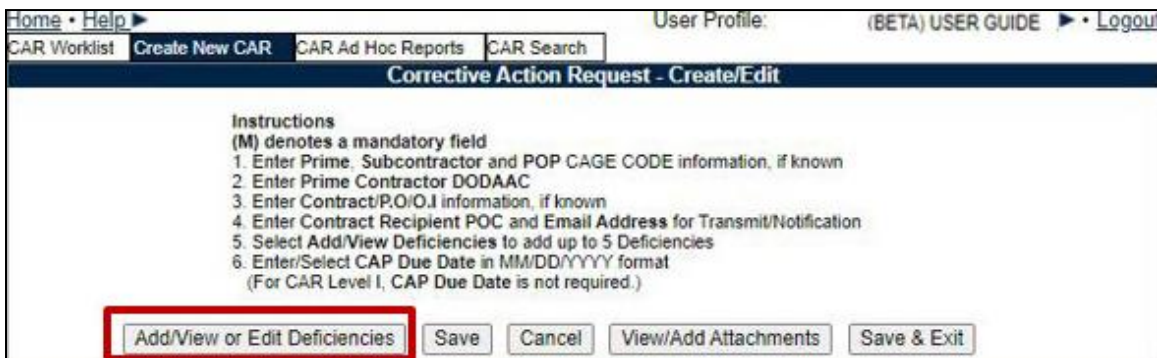 Home • Help ▶ User Profile: (BETA) USER GUIDE ▶ • Logout
CAR Worklist Create New CAR CAR Ad Hoc Reports CAR Search
Corrective Action Request - Create/Edit
Instructions
(M) denotes a mandatory field
1. Enter Prime, Subcontractor and POP CAGE CODE information, if known
2. Enter Prime Contractor DODAAC
3. Enter Contract/P.O/O.I information, if known
4. Enter Contract Recipient POC and Email Address for Transmit/Notification
5. Select Add/View Deficiencies to add up to 5 Deficiencies
6. Enter/Select CAP Due Date in MM/DD/YYYY format
(For CAR Level I, CAP Due Date is not required.)
Add/View or Edit Deficiencies Save Cancel View/Add Attachments Save & Exit